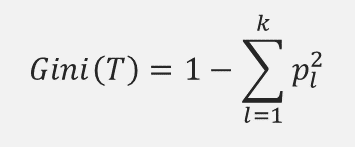 Gini(T) = 1 − ∑_{l=1}^{k} p_l^2